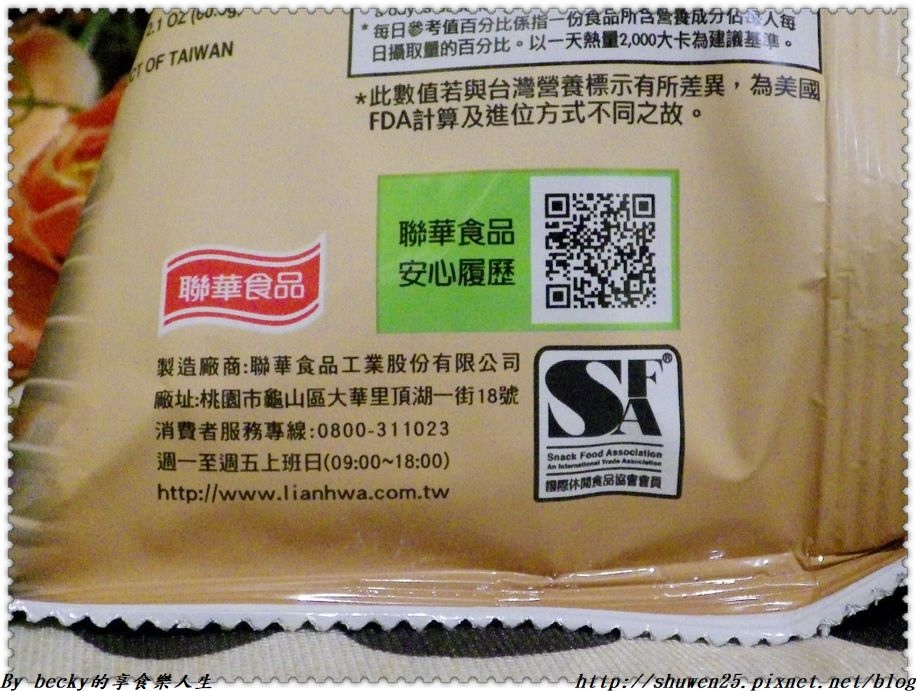 2.1 OZ
CT OF TAIWAN
*每日參考值百分比係指一份食品所含營養成分佔每人每
日攝取量的百分比。以一天熱量2,000大卡為建議基準。
*此數值若與台灣營養標示有所差異，為美國
FDA計算及進位方式不同之故。
聯華食品
安心履歷
聯華食品
製造廠商:聯華食品工業股份有限公司
廠址:桃園市龜山區大華里頂湖一街18號
消費者服務專線:0800-311023
週一至週五上班日(09:00~18:00)
http://www.lianhwa.com.tw
SFA®
Snack Food Association
An International Trade Association
國際休閒食品協會會員
By becky的享食樂人生
http://shuwen25.pixnet.net/blog